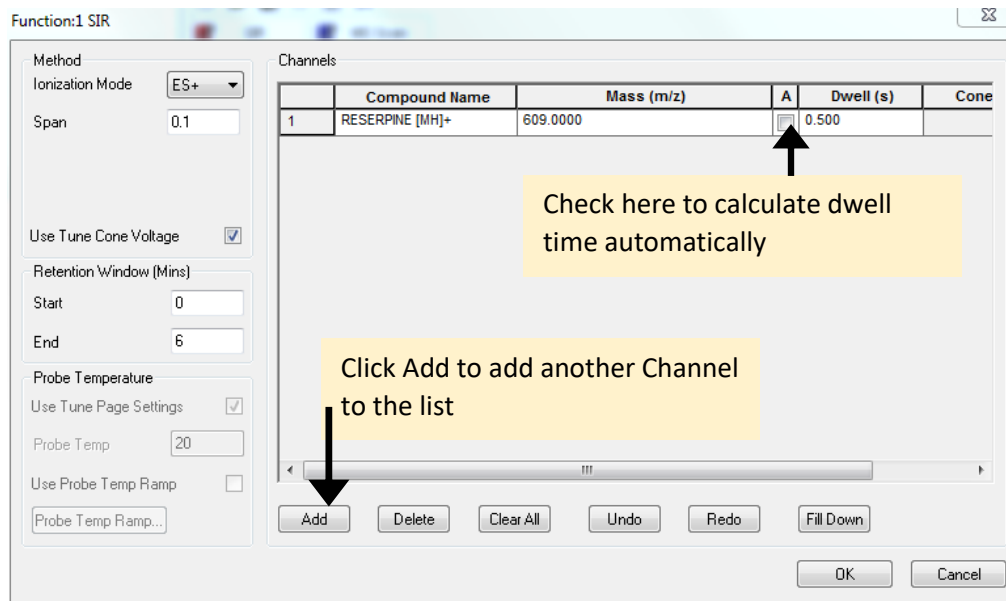 Function:1 SIR
Method
Ionization Mode ES+
Span 0.1
Use Tune Cone Voltage
Retention Window (Mins)
Start 0
End 6
Probe Temperature
Use Tune Page Settings
Probe Temp 20
Use Probe Temp Ramp
Probe Temp Ramp...
Channels
Compound Name Mass (m/z) A Dwell (s) Cone
1 RESERPINE [MH]+ 609.0000 0.500
Check here to calculate dwell
time automatically
Click Add to add another Channel
to the list
Add Delete Clear All Undo Redo Fill Down
OK Cancel